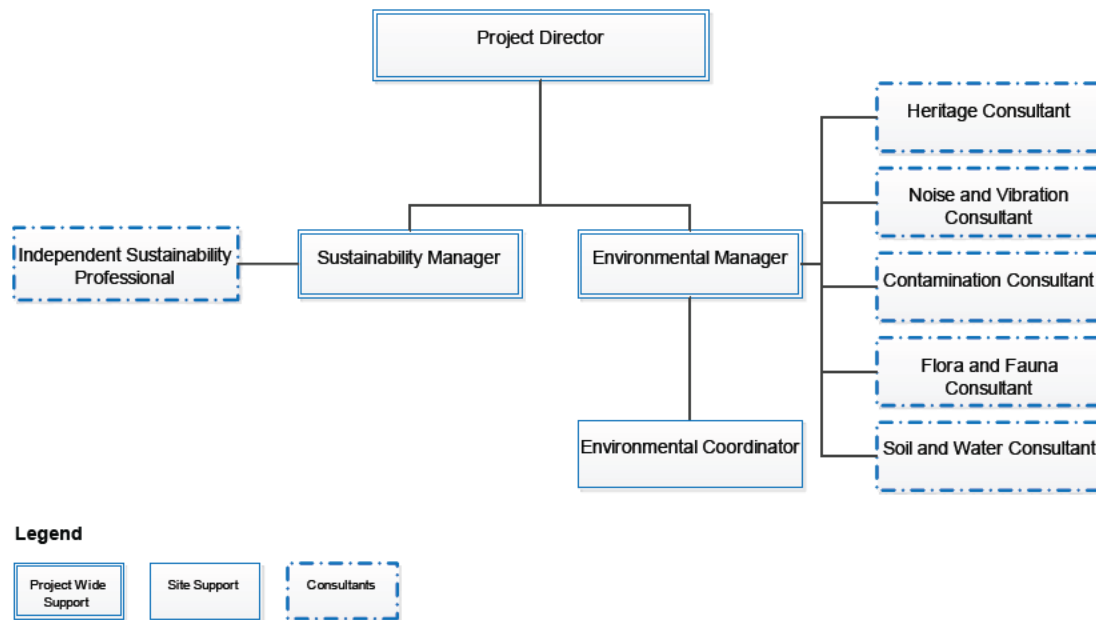 Project Director
Heritage Consultant
Noise and Vibration
Consultant
Independent Sustainability
Professional
Sustainability Manager
Environmental Manager
Contamination Consultant
Flora and Fauna
Consultant
Environmental Coordinator
Soil and Water Consultant
Legend
Project Wide
Support
Site Support
Consultants